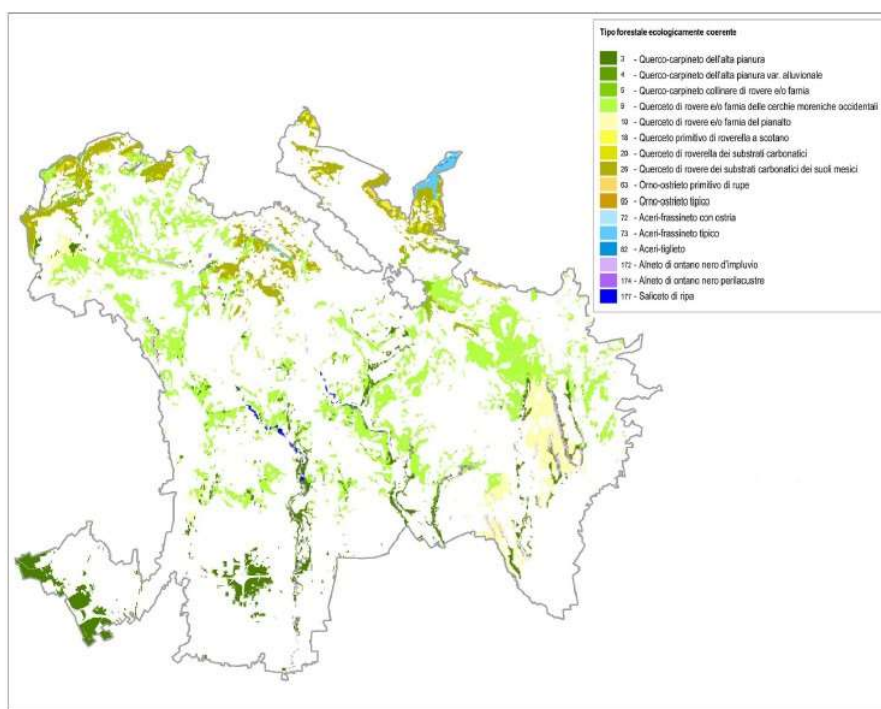 Tipo forestale ecologicamente coerente
3 - Querco-carpineto dell'alta pianura
4 - Querco-carpineto dell'alta pianura var. alluvionale
5 - Querco-carpineto collinare di rovere e/o farnia
9 - Querceto di rovere e/o farnia delle cerchie moreniche occidentali
10 - Querceto di rovere e/o farnia del pianalto
18 - Querceto primitivo di roverella a scotano
20 - Querceto di roverella dei substrati carbonatici
26 - Querceto di rovere dei substrati carbonatici dei suoli mesici
63 - Orno-ostrieto primitivo di rupe
65 - Orno-ostrieto tipico
72 - Aceri-frassineto con ostria
73 - Aceri-frassineto tipico
82 - Aceri-tiglieto
172 - Alneto di ontano nero d'impluvio
174 - Alneto di ontano nero perilacustre
177 - Saliceto di ripa